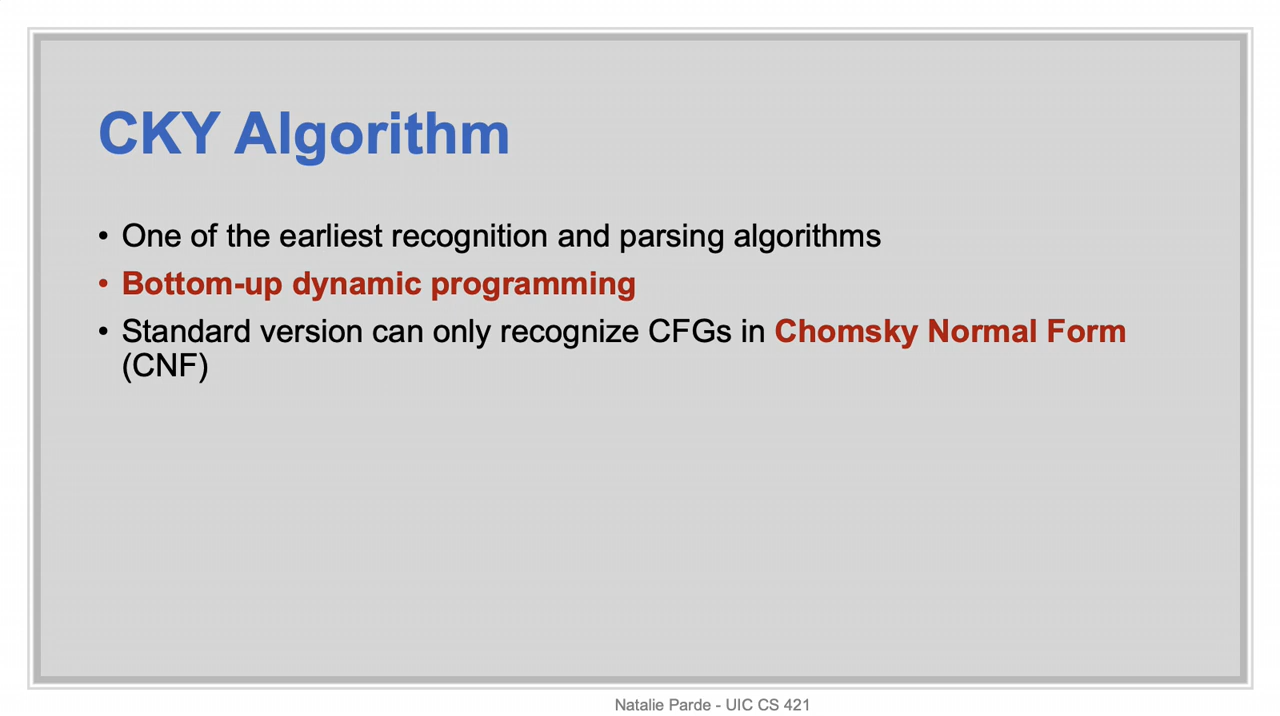 CKY Algorithm
• One of the earliest recognition and parsing algorithms
• Bottom-up dynamic programming
• Standard version can only recognize CFGs in Chomsky Normal Form
(CNF)
Natalie Parde - UIC CS 421